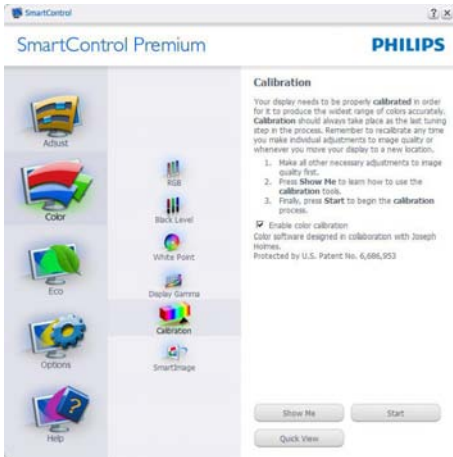 SmartControl
SmartControl Premium
PHILIPS
Adjust
Color
Eco
Options
Help
RGB
Black Level
White Point
Display Gamma
Calibration
SmartImage
Calibration
Your display needs to be properly calibrated in order
for it to produce the widest range of colors accurately.
Calibration should always take place as the last tuning
step in the process. Remember to recalibrate any time
you make individual adjustments to image quality or
whenever you move your display to a new location.
1. Make all other necessary adjustments to image
quality first.
2. Press Show Me to learn how to use the
calibration tools.
3. Finally, press Start to begin the calibration
process.
Enable color calibration
Color software designed in collaboration with Joseph
Holmes.
Protected by U.S. Patent No. 6,686,953
Show Me
Start
Quick View